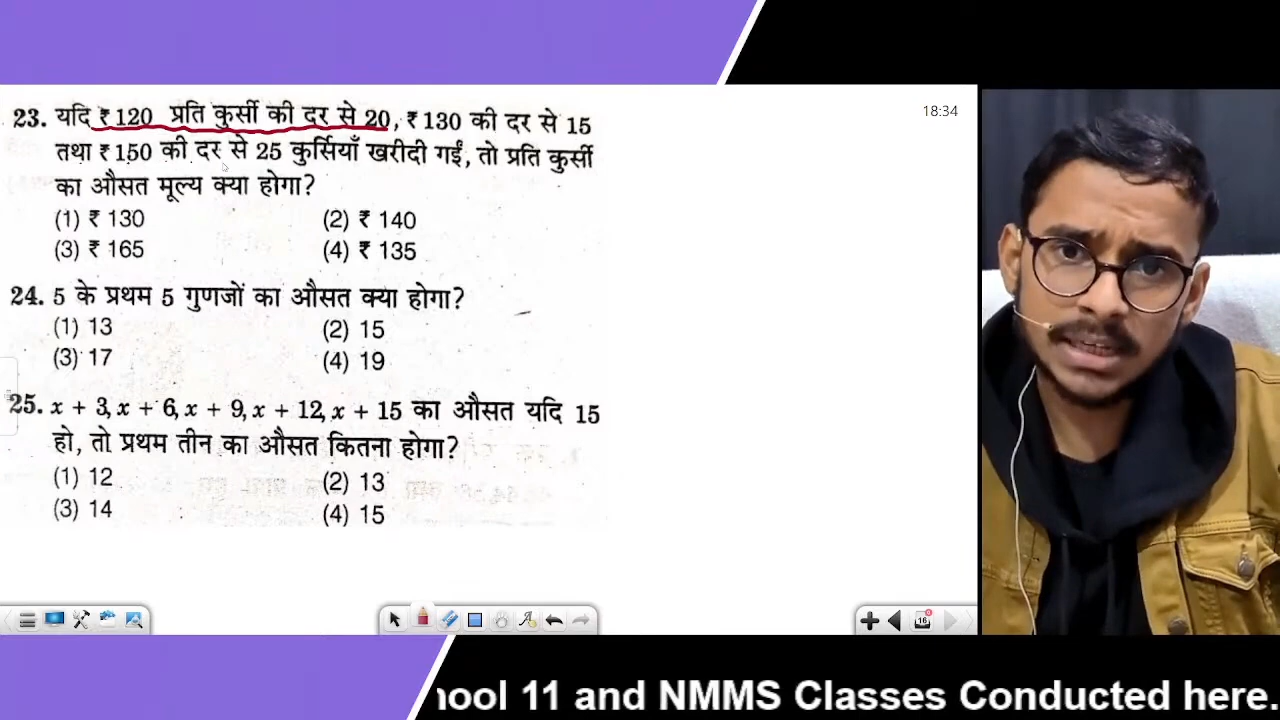 18:34
23. यदि ₹120 प्रति कुर्सी की दर से 20, ₹130 की दर से 15
तथा ₹150 की दर से 25 कुर्सियाँ खरीदी गईं, तो प्रति कुर्सी
का औसत मूल्य क्या होगा?
(1) ₹ 130 (2) ₹ 140
(3) ₹ 165 (4) ₹ 135
24. 5 के प्रथम 5 गुणजों का औसत क्या होगा?
(1) 13 (2) 15
(3) 17 (4) 19
25. x + 3, x + 6, x + 9, x + 12, x + 15 का औसत यदि 15
हो, तो प्रथम तीन का औसत कितना होगा?
(1) 12 (2) 13
(3) 14 (4) 15
16
hool 11 and NMMS Classes Conducted here.